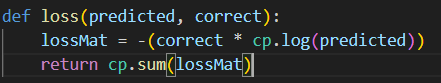 def loss(predicted, correct):
    lossMat = -(correct * cp.log(predicted))
    return cp.sum(lossMat)